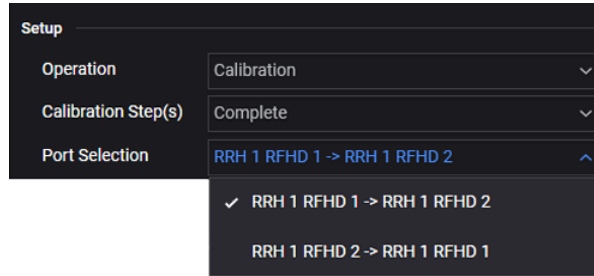 Setup
Operation Calibration
Calibration Step(s) Complete
Port Selection RRH 1 RFHD 1 -> RRH 1 RFHD 2
RRH 1 RFHD 1 -> RRH 1 RFHD 2
RRH 1 RFHD 2 -> RRH 1 RFHD 1